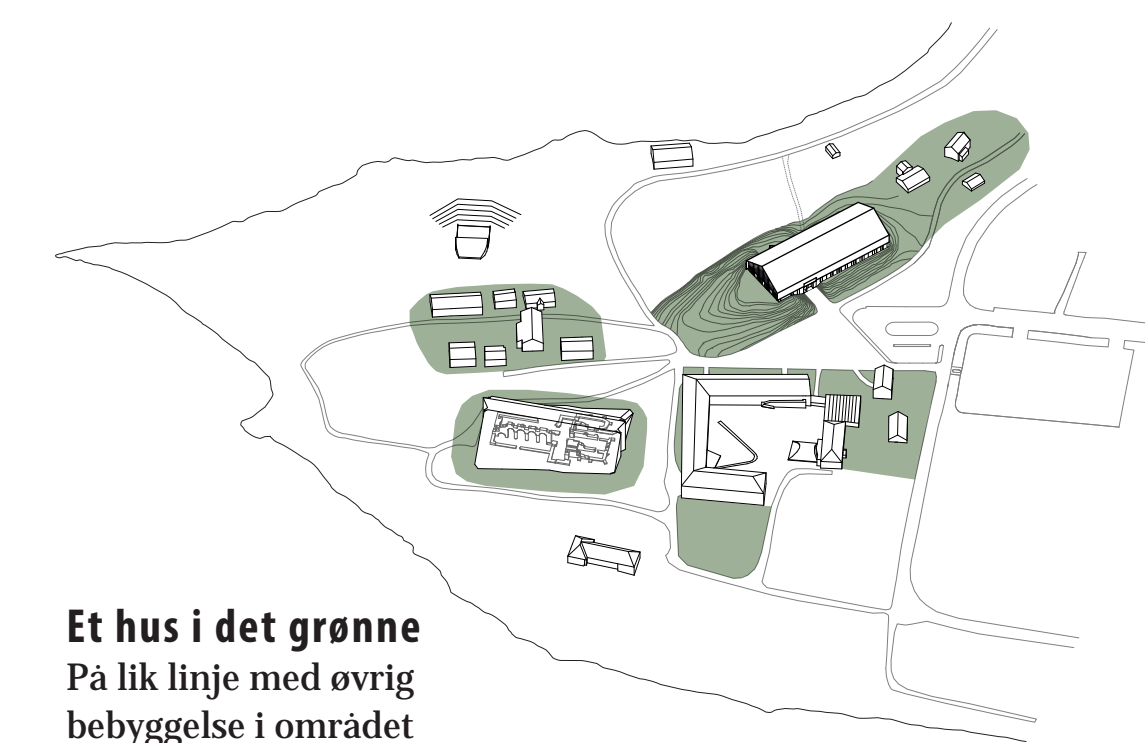 Et hus i det grønne
På lik linje med øvrig
bebyggelse i området